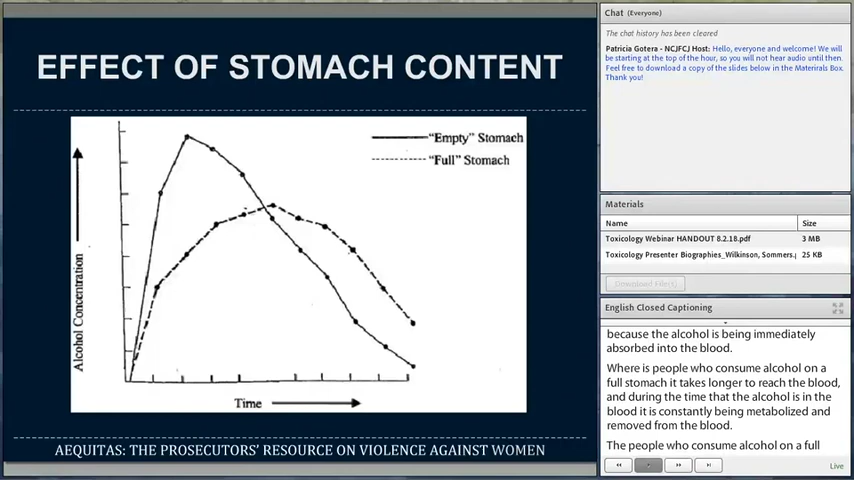 EFFECT OF STOMACH CONTENT
"Empty" Stomach
"Full" Stomach
Alcohol Concentration
Time
AEQUITAS: THE PROSECUTORS' RESOURCE ON VIOLENCE AGAINST WOMEN
Chat (Everyone)
The chat history has been cleared
Patricia Gotera - NCJFCJ Host: Hello, everyone and welcome! We will
be starting at the top of the hour, so you will not hear audio until then.
Feel free to download a copy of the slides below in the Materirals Box.
Thank you!
Materials
Name Size
Toxicology Webinar HANDOUT 8.2.18.pdf 3 MB
Toxicology Presenter Biographies_Wilkinson, Sommers.p 25 KB
Download File(s)
English Closed Captioning
because the alcohol is being immediately
absorbed into the blood.
Where is people who consume alcohol on a
full stomach it takes longer to reach the blood,
and during the time that the alcohol is in the
blood it is constantly being metabolized and
removed from the blood.
The people who consume alcohol on a full
Live